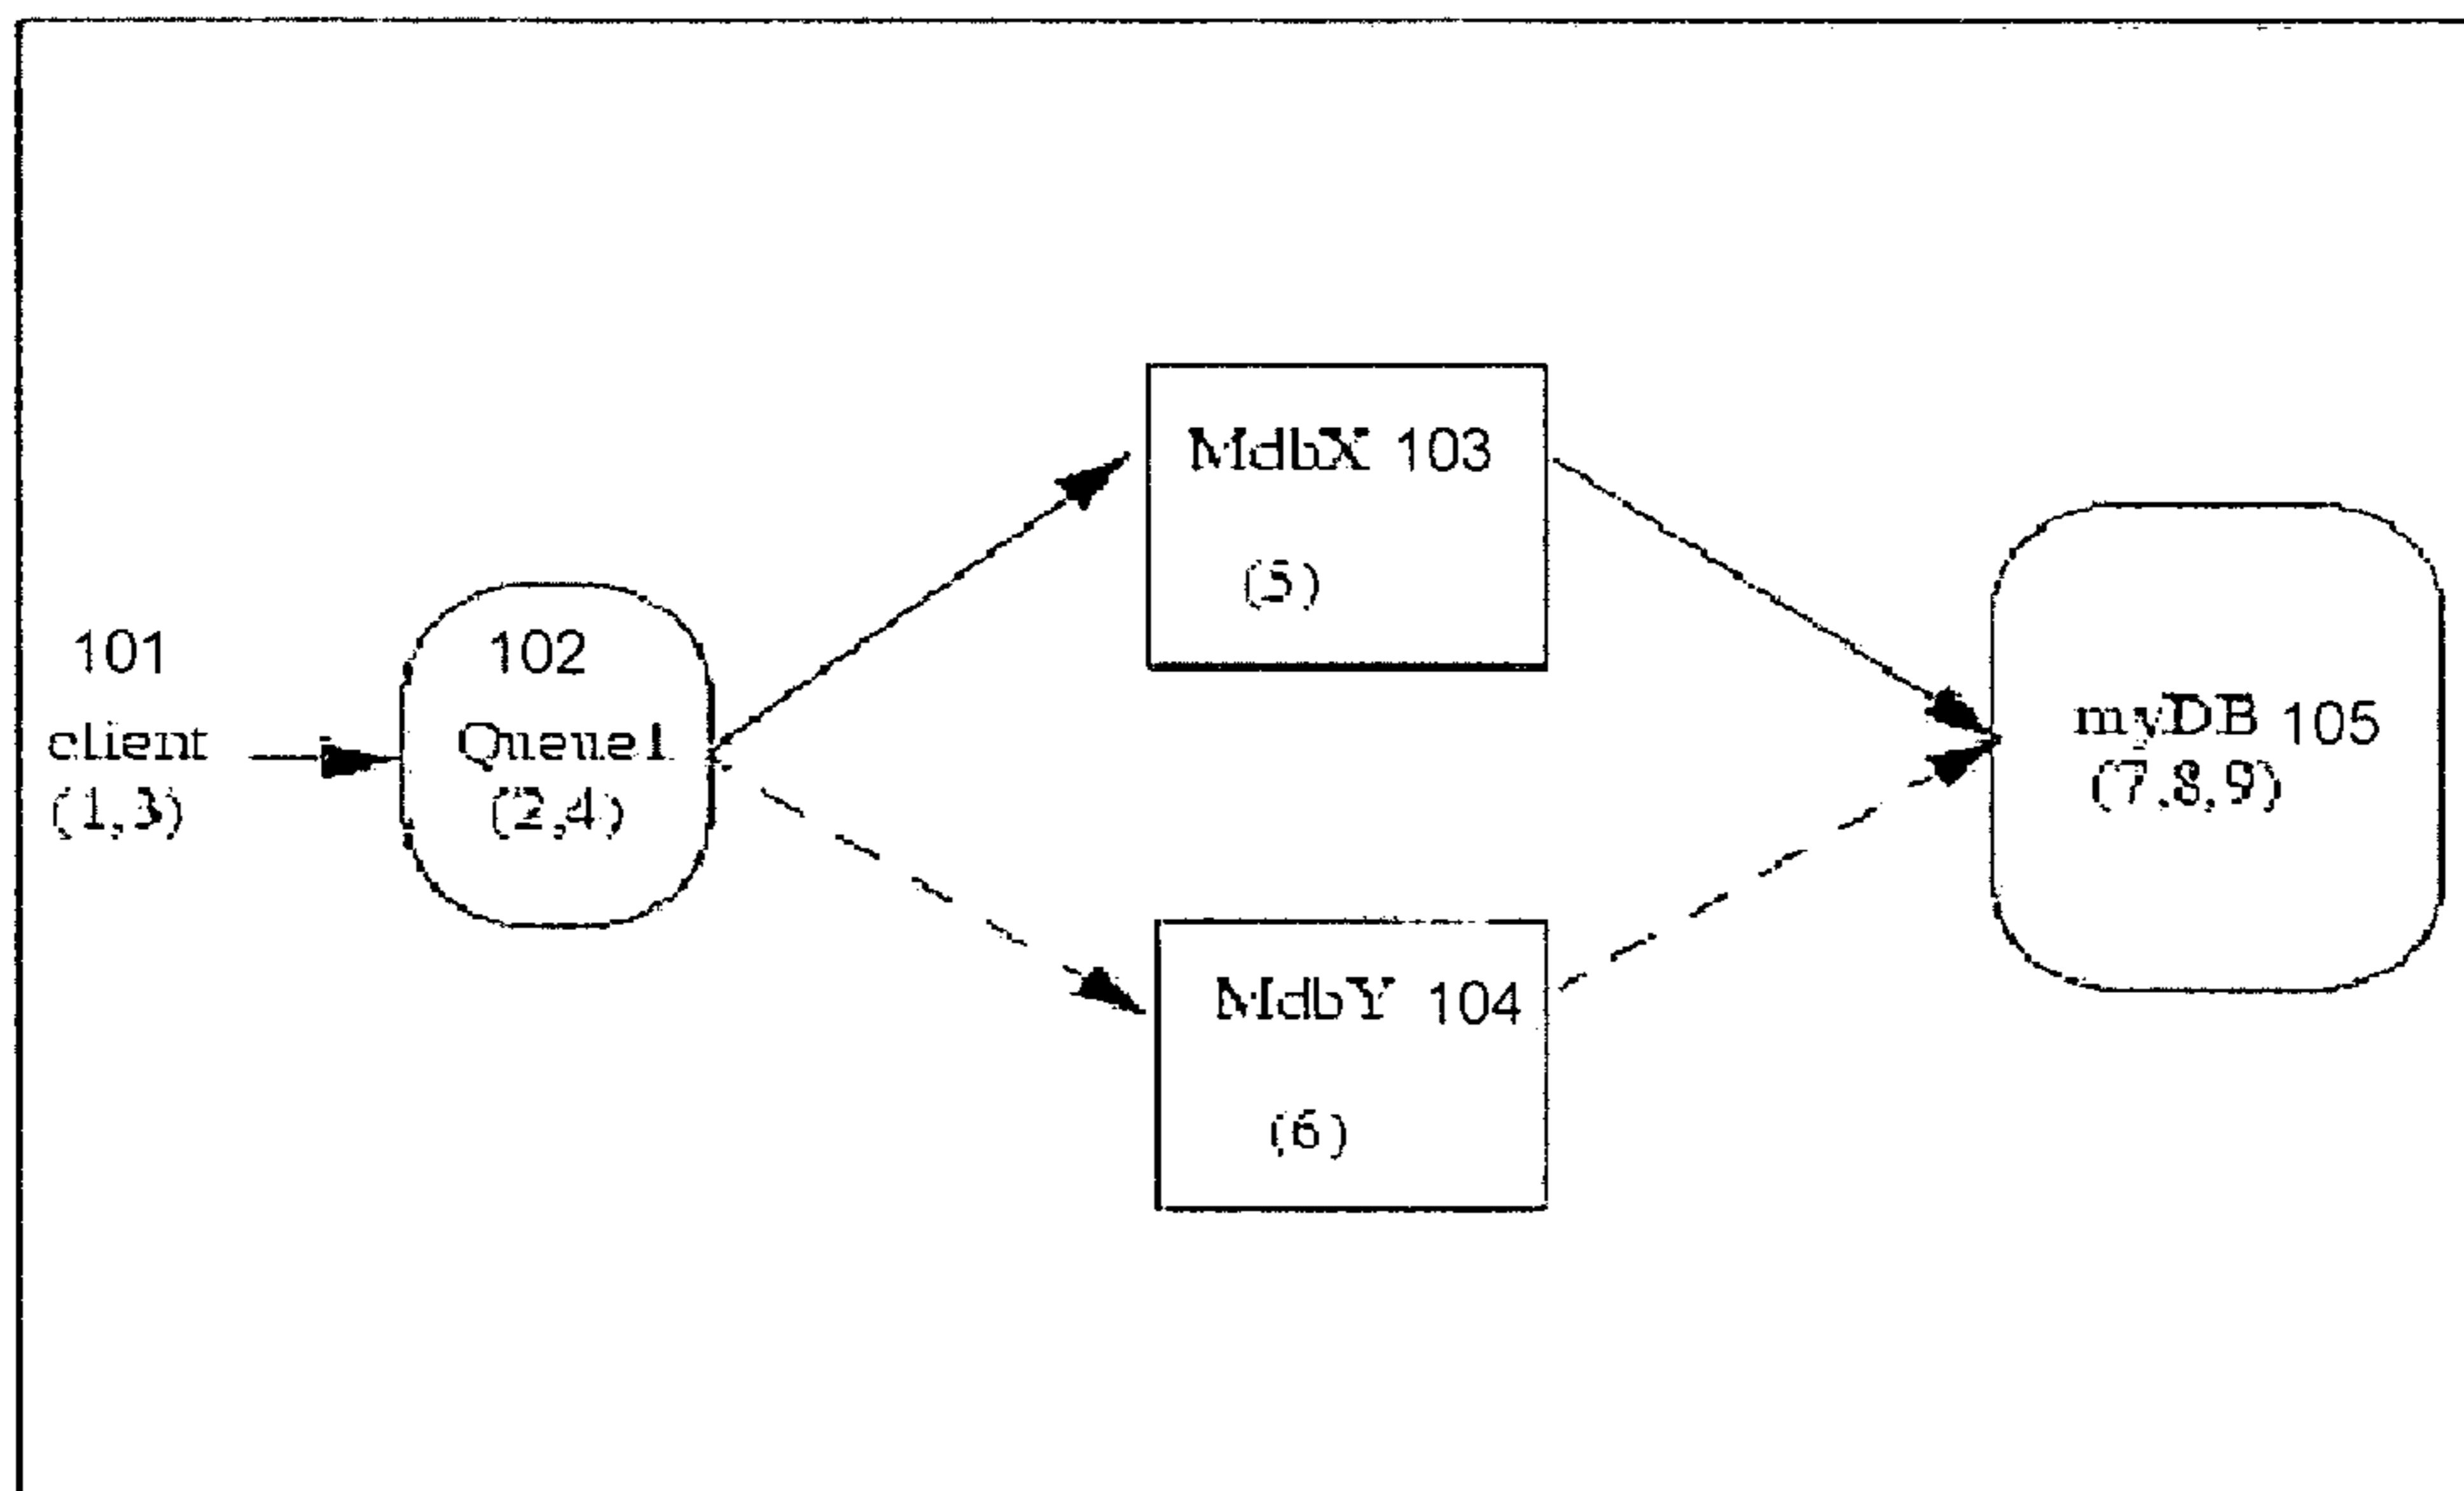 101
client
(1,3)
102
Queue1
(2,4)
MdbX 103
(5)
MdbY 104
(6)
myDB 105
(7,8,9)